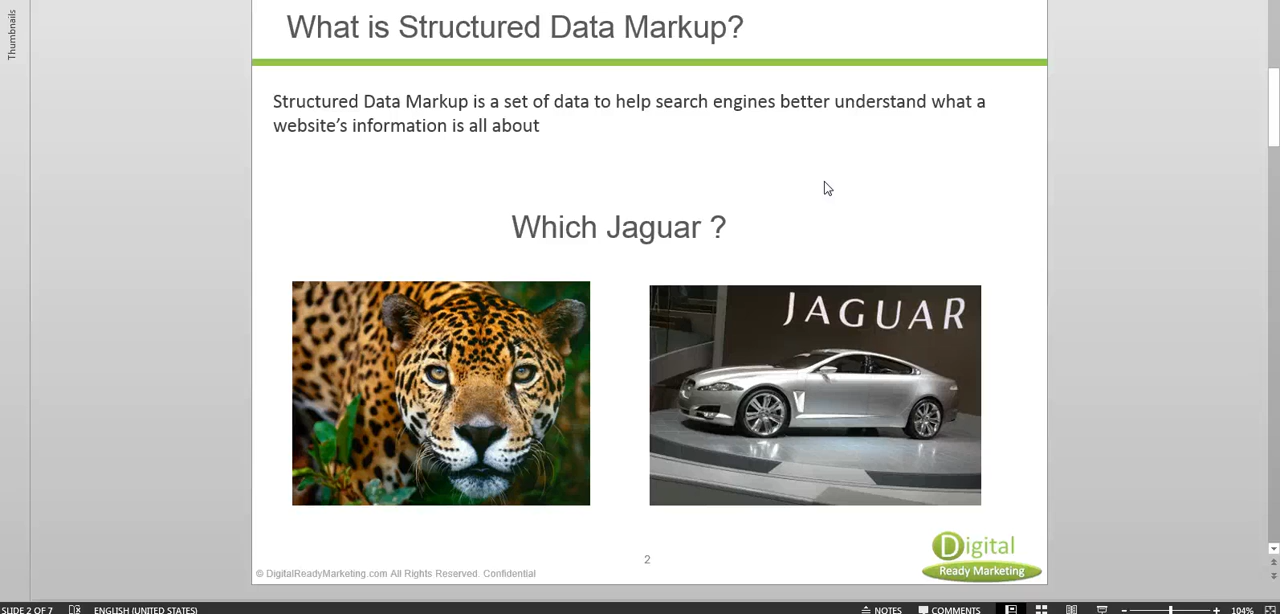 Thumbnails
What is Structured Data Markup?
Structured Data Markup is a set of data to help search engines better understand what a
website's information is all about
Which Jaguar ?
JAGUAR
2
Digital
Ready Marketing
© DigitalReadyMarketing.com All Rights Reserved. Confidential
SLIDE 2 OF 7 ENGLISH (UNITED STATES) NOTES COMMENTS 104%